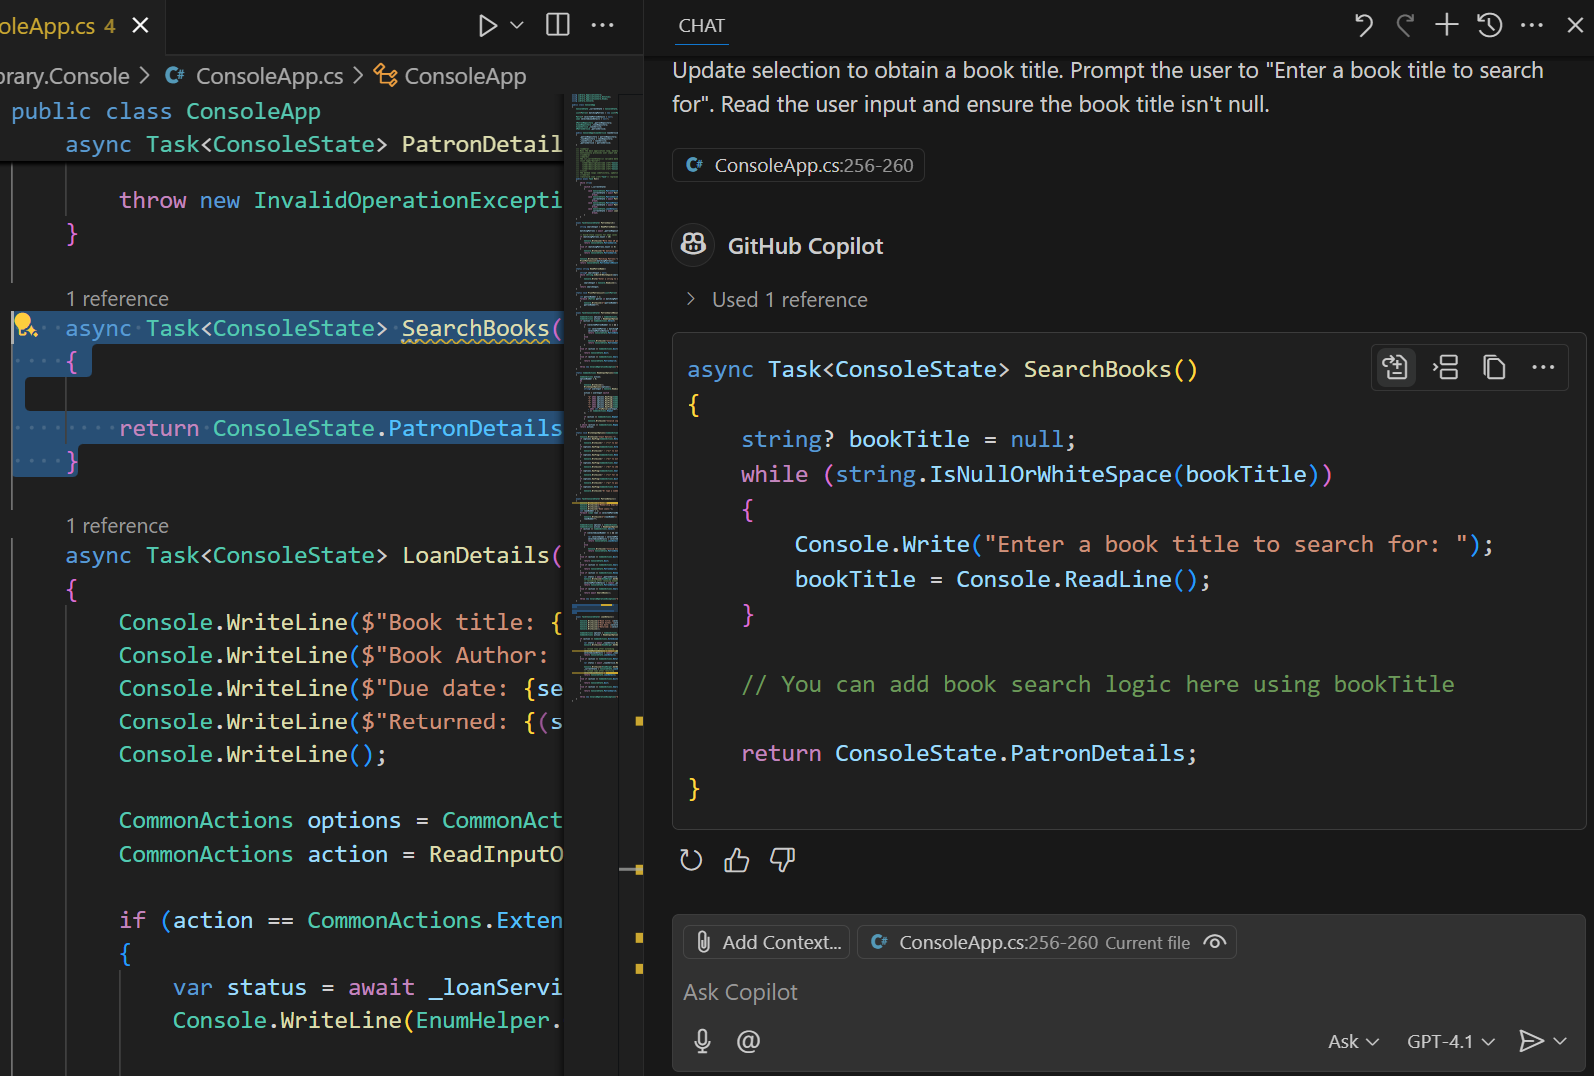 oleApp.cs 4
brary.Console > ConsoleApp.cs > ConsoleApp
public class ConsoleApp
async Task<ConsoleState> PatronDetail
throw new InvalidOperationExcepti
}
1 reference
async Task<ConsoleState> SearchBooks(
{
return ConsoleState.PatronDetails
}
1 reference
async Task<ConsoleState> LoanDetails(
{
Console.WriteLine($"Book title: {
Console.WriteLine($"Book Author:
Console.WriteLine($"Due date: {se
Console.WriteLine($"Returned: {(s
Console.WriteLine();
CommonActions options = CommonAct
CommonActions action = ReadInputO
if (action == CommonActions.Exten
{
var status = await _loanServi
Console.WriteLine(EnumHelper.
CHAT
Update selection to obtain a book title. Prompt the user to "Enter a book title to search
for". Read the user input and ensure the book title isn't null.
C# ConsoleApp.cs:256-260
GitHub Copilot
> Used 1 reference
async Task<ConsoleState> SearchBooks()
{
string? bookTitle = null;
while (string.IsNullOrWhiteSpace(bookTitle))
{
Console.Write("Enter a book title to search for: ");
bookTitle = Console.ReadLine();
}
// You can add book search logic here using bookTitle
return ConsoleState.PatronDetails;
}
Add Context... C# ConsoleApp.cs:256-260 Current file
Ask Copilot
@ Ask GPT-4.1